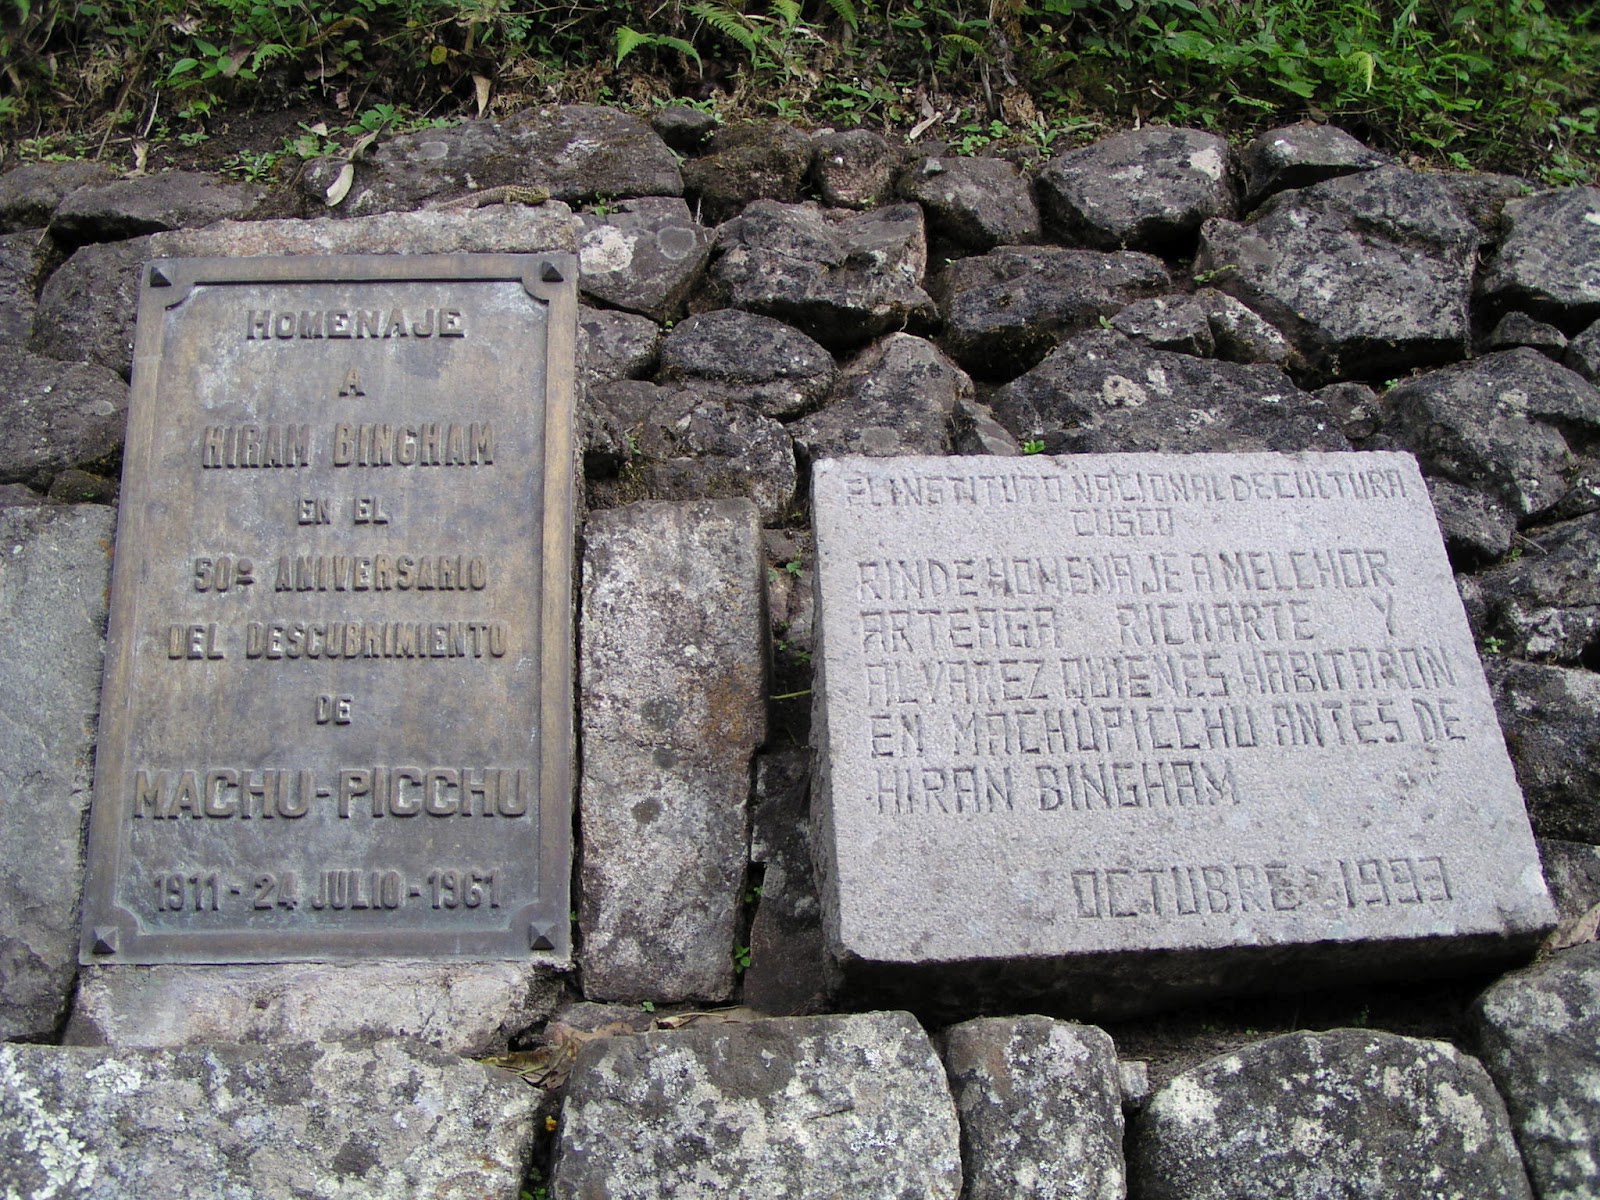 HOMENAJE
A
HIRAM BINGHAM
EN EL
50º ANIVERSARIO
DEL DESCUBRIMIENTO
DE
MACHU-PICCHU
1911-24 JULIO-1961
EL INSTITUTO NACIONAL DE CULTURA
CUSCO
RINDE HOMENAJE A MELCHOR
ARTEAGA RICHARTE Y
ALVAREZ QUIENES HABITARON
EN MACHUPICCHU ANTES DE
HIRAN BINGHAM
OCTUBRE 1993